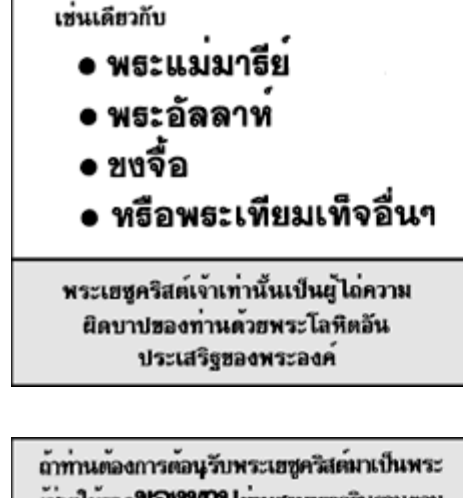 เช่นเดียวกับ
● พระแม่มารีย์
● พระอัลลาห์
● ขงจื๊อ
● หรือพระเทียมเท็จอื่นๆ
พระเยซูคริสต์เจ้าเท่านั้นเป็นผู้ไถ่ความ
ผิดบาปของท่านด้วยพระโลหิตอัน
ประเสริฐของพระองค์
ถ้าท่านต้องการต้อนรับพระเยซูคริสต์มาเป็นพระ